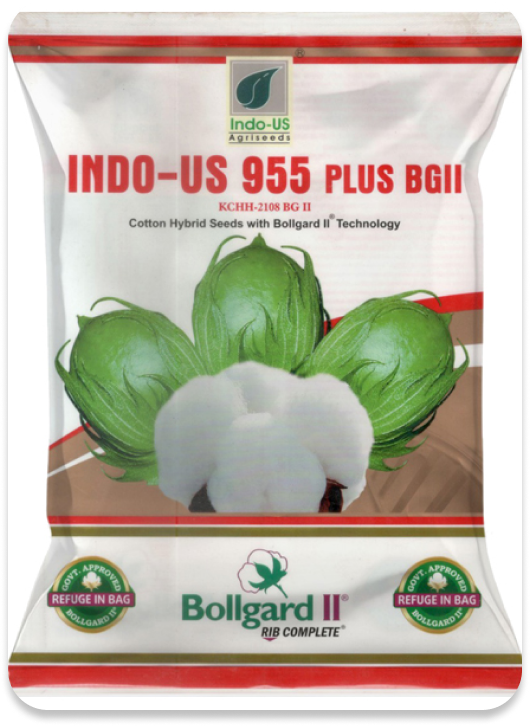 Indo-US
Agriseeds
INDO-US 955 PLUS BGII
KCHH-2108 BG II
Cotton Hybrid Seeds with Bollgard II® Technology
GOVT. APPROVED
REFUGE IN BAG
BOLLGARD II
Bollgard II®
RIB COMPLETE®
GOVT. APPROVED
REFUGE IN BAG
BOLLGARD II